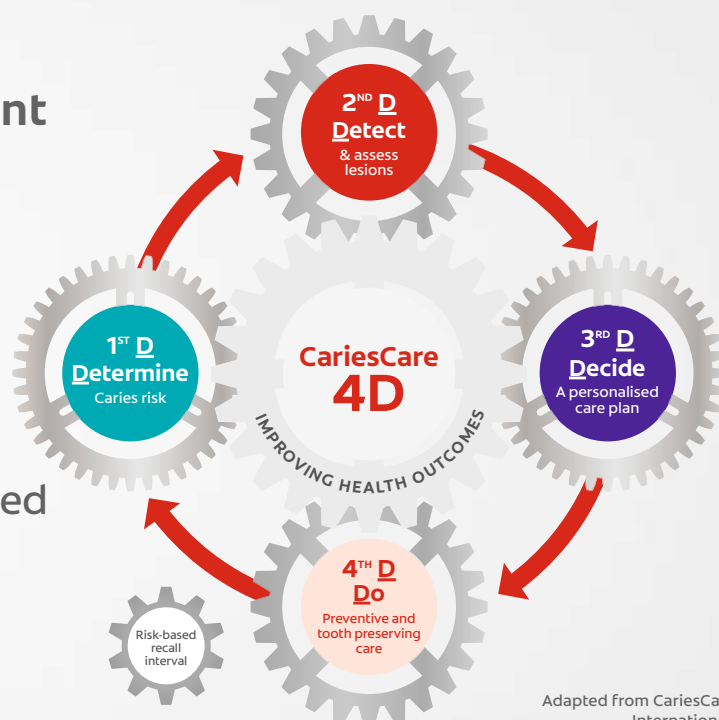 nt
2ND D
Detect
& assess
lesions
1ST D
Determine
Caries risk
CariesCare
4D
IMPROVING HEALTH OUTCOMES
3RD D
Decide
A personalised
care plan
ed
4TH D
Do
Preventive and
tooth preserving
care
Risk-based
recall
interval
Adapted from CariesCa
Internation